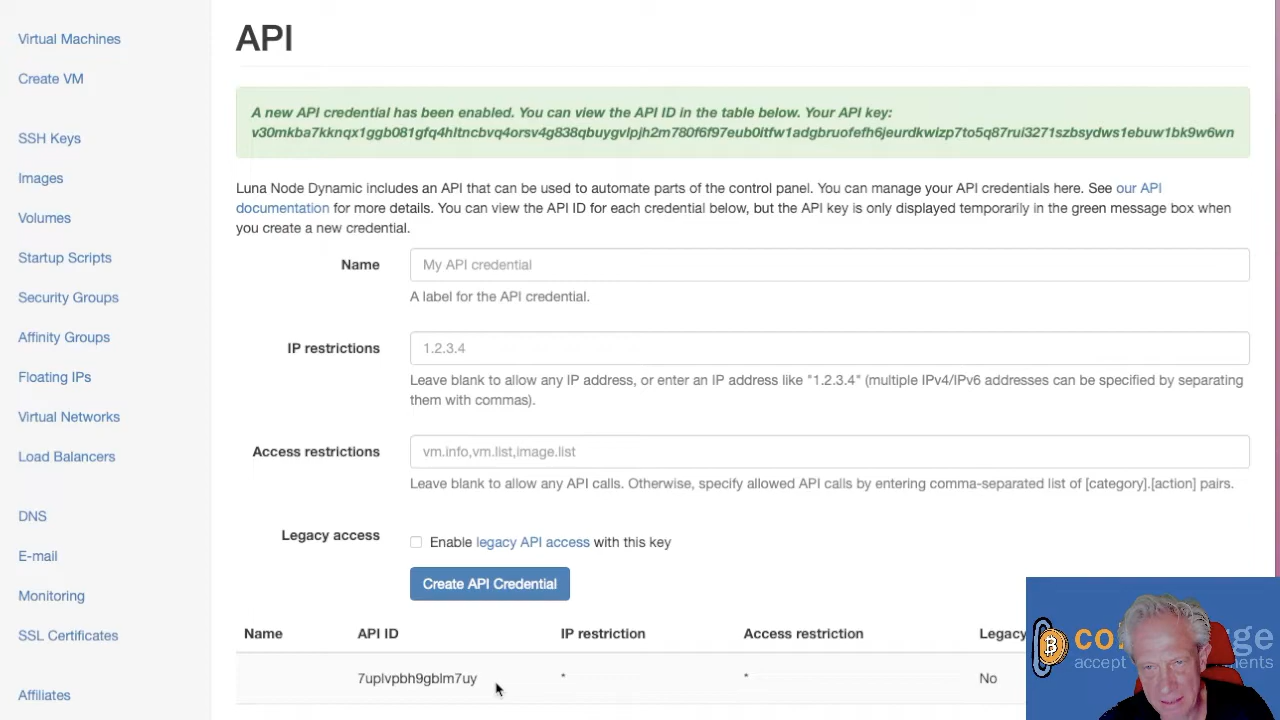 Virtual Machines
Create VM
SSH Keys
Images
Volumes
Startup Scripts
Security Groups
Affinity Groups
Floating IPs
Virtual Networks
Load Balancers
DNS
E-mail
Monitoring
SSL Certificates
Affiliates
API
A new API credential has been enabled. You can view the API ID in the table below. Your API key:
Luna Node Dynamic includes an API that can be used to automate parts of the control panel. You can manage your API credentials here. See our API
documentation for more details. You can view the API ID for each credential below, but the API key is only displayed temporarily in the green message box when
you create a new credential.
Name
My API credential
A label for the API credential.
IP restrictions
1.2.3.4
Leave blank to allow any IP address, or enter an IP address like "1.2.3.4" (multiple IPv4/IPv6 addresses can be specified by separating
them with commas).
Access restrictions
vm.info,vm.list,image.list
Leave blank to allow any API calls. Otherwise, specify allowed API calls by entering comma-separated list of [category].[action] pairs.
Legacy access
Enable legacy API access with this key
Create API Credential
Name API ID IP restriction Access restriction Legacy
* * No
accept